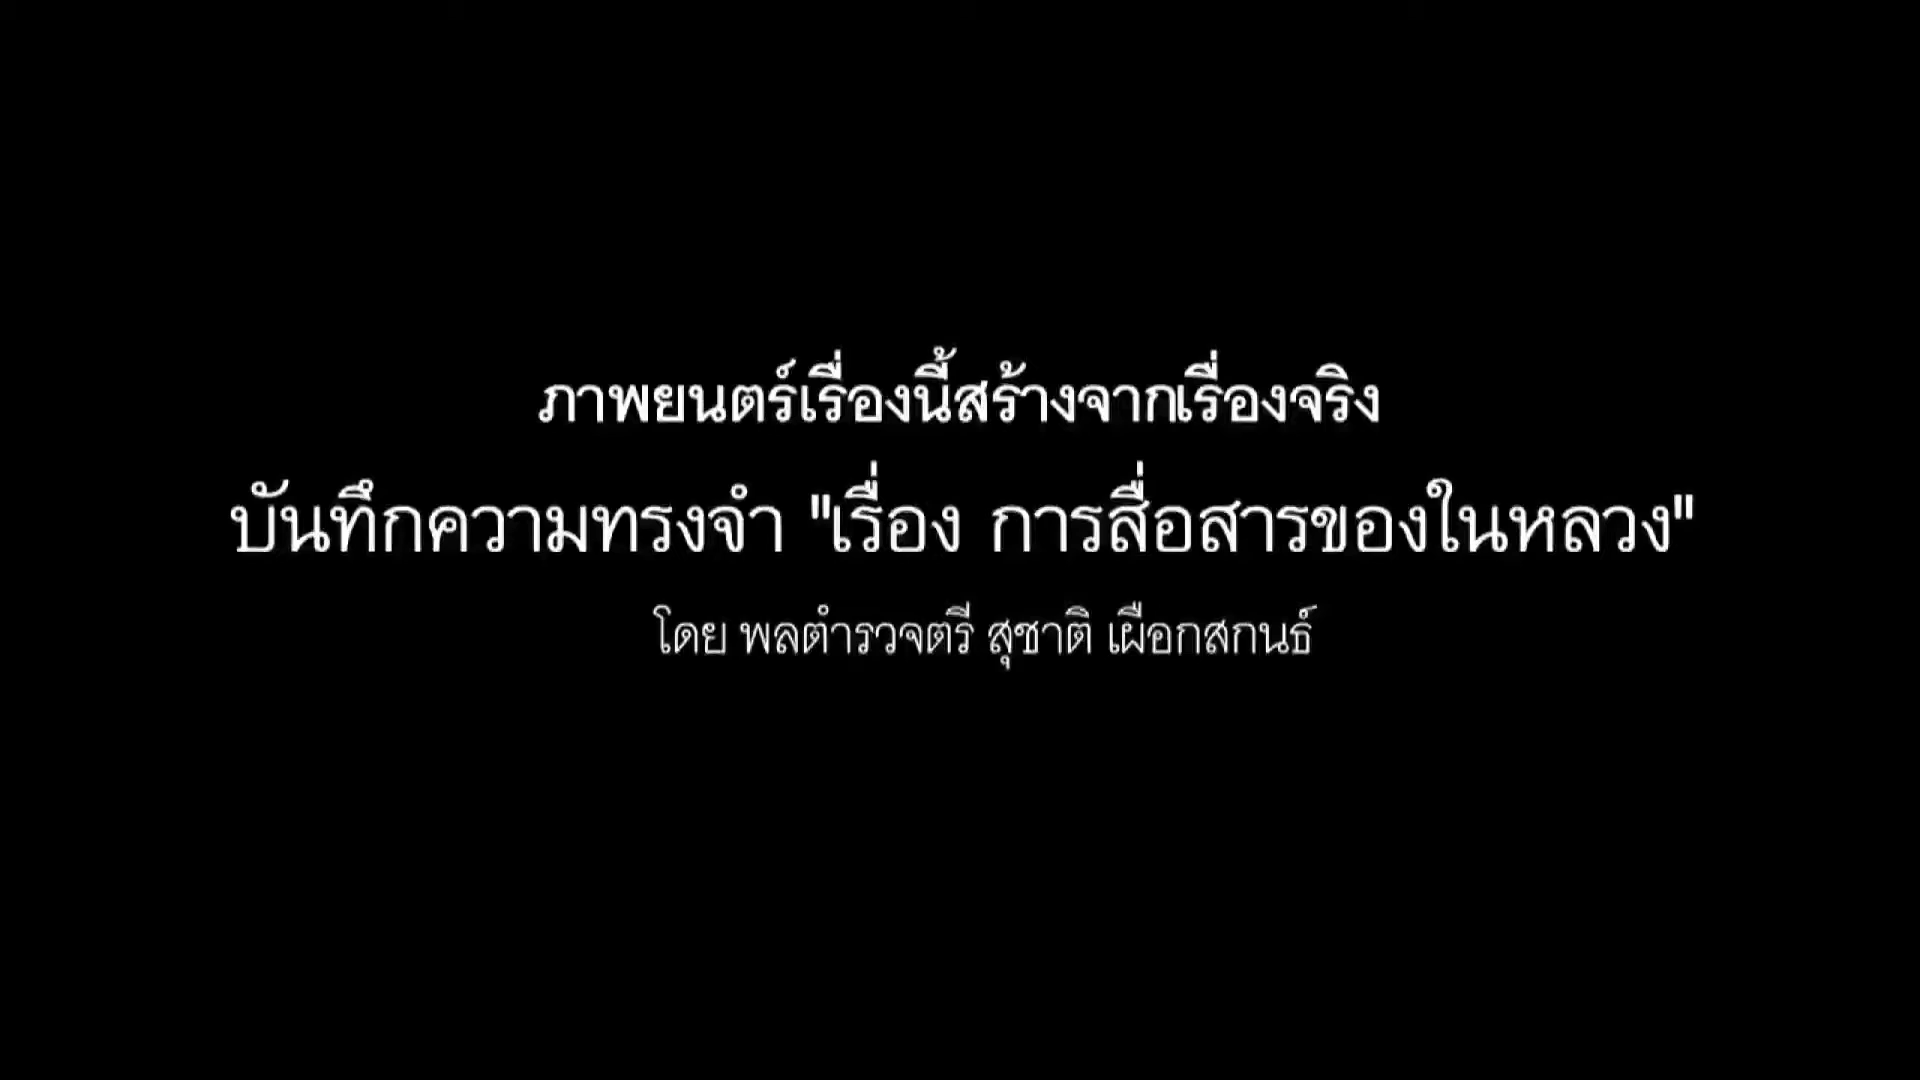 ภาพยนตร์เรื่องนี้สร้างจากเรื่องจริง
บันทึกความทรงจำ "เรื่อง การสื่อสารของในหลวง"
โดย พลตำรวจตรี สุชาติ เผือกสกนธ์